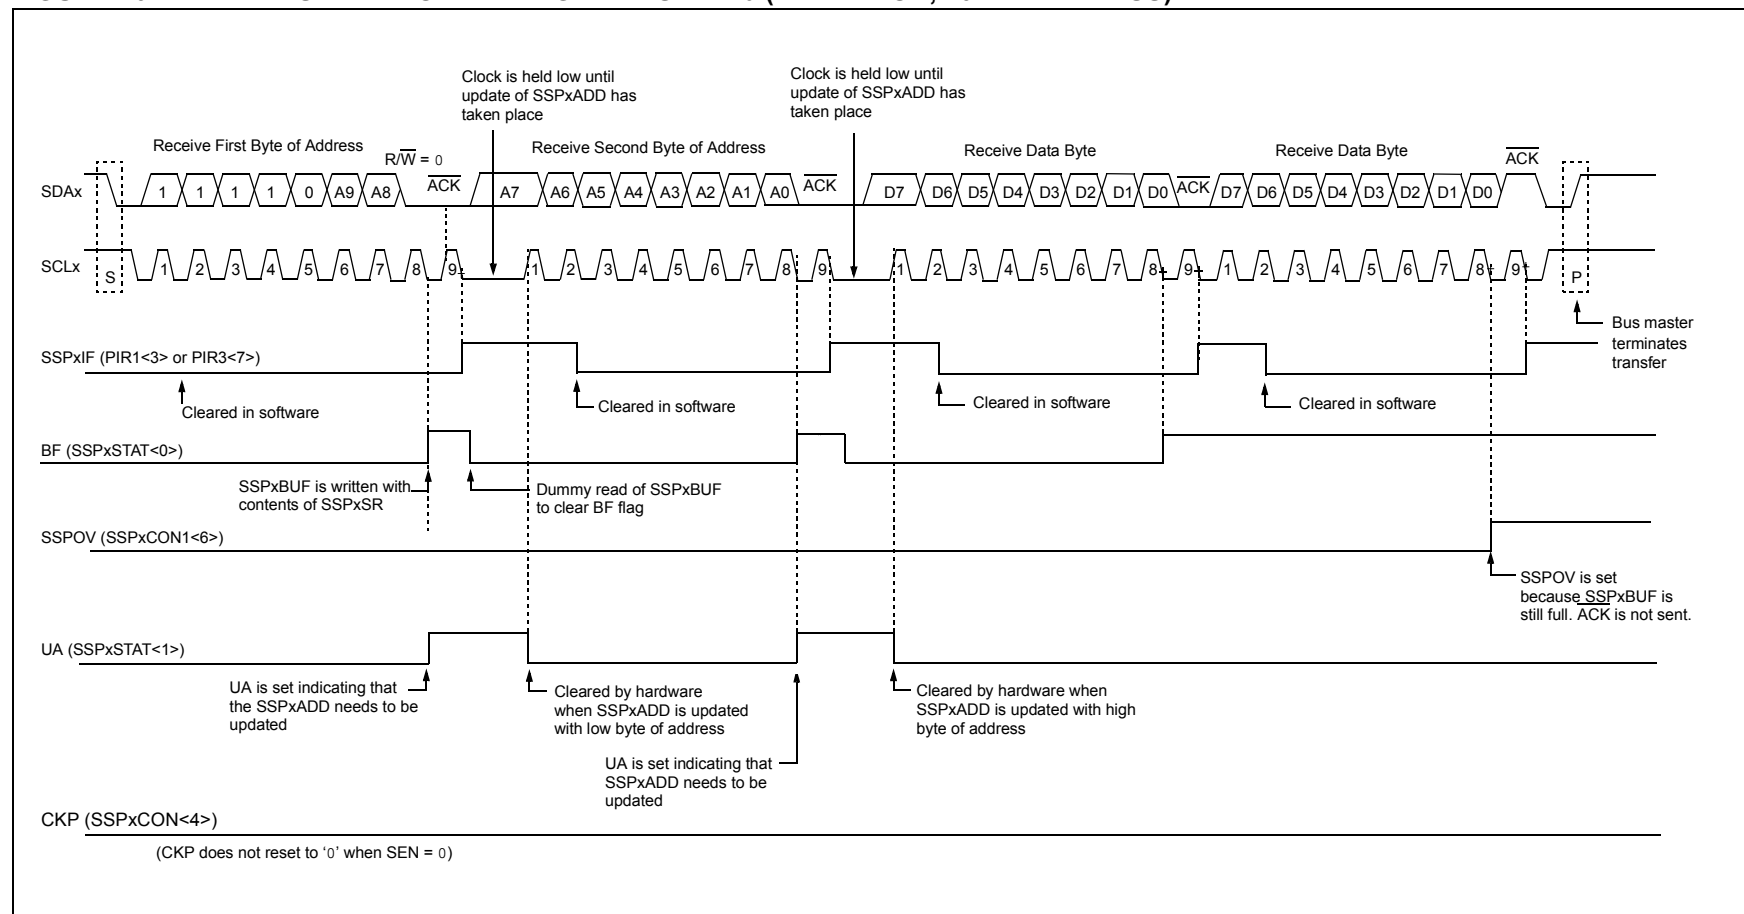 Clock is held low until
update of SSPxADD has
taken place
Clock is held low until
update of SSPxADD has
taken place
Receive First Byte of Address
R/W = 0
Receive Second Byte of Address
Receive Data Byte
Receive Data Byte
SDAx
1 1 1 1 0 A9 A8 ACK A7 A6 A5 A4 A3 A2 A1 A0 ACK D7 D6 D5 D4 D3 D2 D1 D0 ACK D7 D6 D5 D4 D3 D2 D1 D0 ACK
SCLx
S 1 2 3 4 5 6 7 8 9 1 2 3 4 5 6 7 8 9 1 2 3 4 5 6 7 8 9 1 2 3 4 5 6 7 8 9 P
Bus master
terminates
transfer
SSPxIF (PIR1<3> or PIR3<7>)
Cleared in software
Cleared in software
Cleared in software
Cleared in software
BF (SSPxSTAT<0>)
SSPxBUF is written with
contents of SSPxSR
Dummy read of SSPxBUF
to clear BF flag
SSPOV (SSPxCON1<6>)
SSPOV is set
because SSPxBUF is
still full. ACK is not sent.
UA (SSPxSTAT<1>)
UA is set indicating that
the SSPxADD needs to be
updated
Cleared by hardware
when SSPxADD is updated
with low byte of address
Cleared by hardware when
SSPxADD is updated with high
byte of address
UA is set indicating that
SSPxADD needs to be
updated
CKP (SSPxCON<4>)
(CKP does not reset to ‘0’ when SEN = 0)